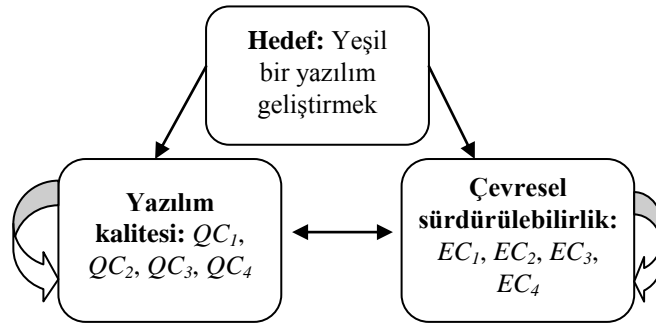 Hedef: Yeşil
bir yazılım
geliştirmek
Yazılım
kalitesi: QC₁,
QC₂, QC₃, QC₄
Çevresel
sürdürülebilirlik:
EC₁, EC₂, EC₃,
EC₄